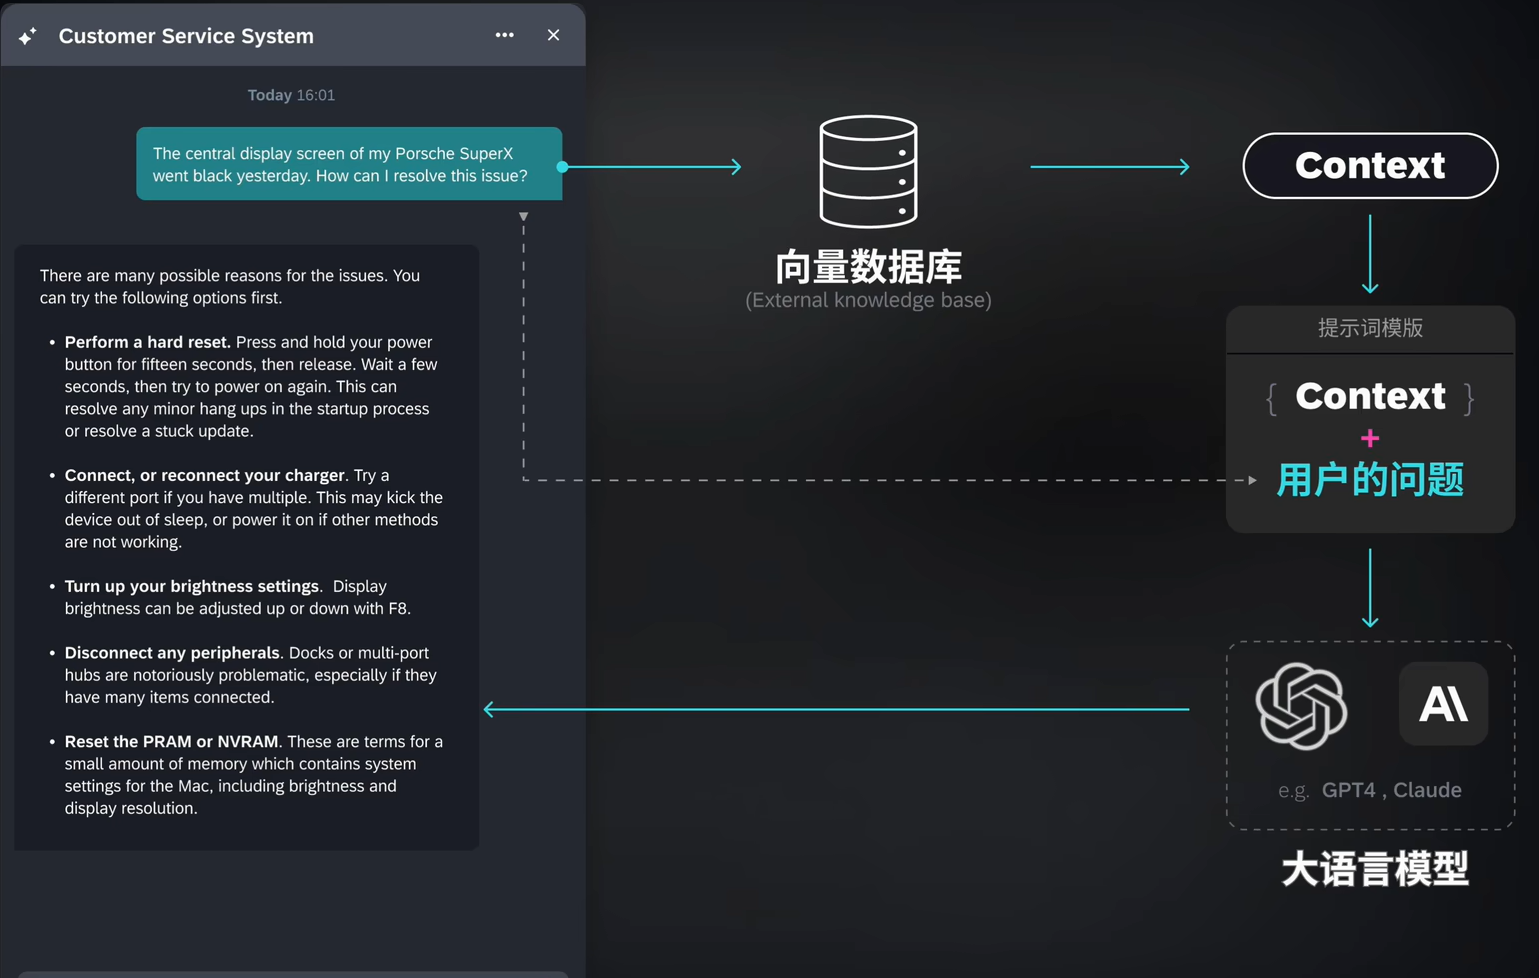 Customer Service System
Today 16:01
The central display screen of my Porsche SuperX
went black yesterday. How can I resolve this issue?
There are many possible reasons for the issues. You
can try the following options first.
• Perform a hard reset. Press and hold your power
button for fifteen seconds, then release. Wait a few
seconds, then try to power on again. This can
resolve any minor hang ups in the startup process
or resolve a stuck update.
• Connect, or reconnect your charger. Try a
different port if you have multiple. This may kick the
device out of sleep, or power it on if other methods
are not working.
• Turn up your brightness settings.  Display
brightness can be adjusted up or down with F8.
• Disconnect any peripherals. Docks or multi-port
hubs are notoriously problematic, especially if they
have many items connected.
• Reset the PRAM or NVRAM. These are terms for a
small amount of memory which contains system
settings for the Mac, including brightness and
display resolution.
向量数据库
(External knowledge base)
Context
提示词模版
{ Context }
+
用户的问题
A\
e.g. GPT4 , Claude
大语言模型